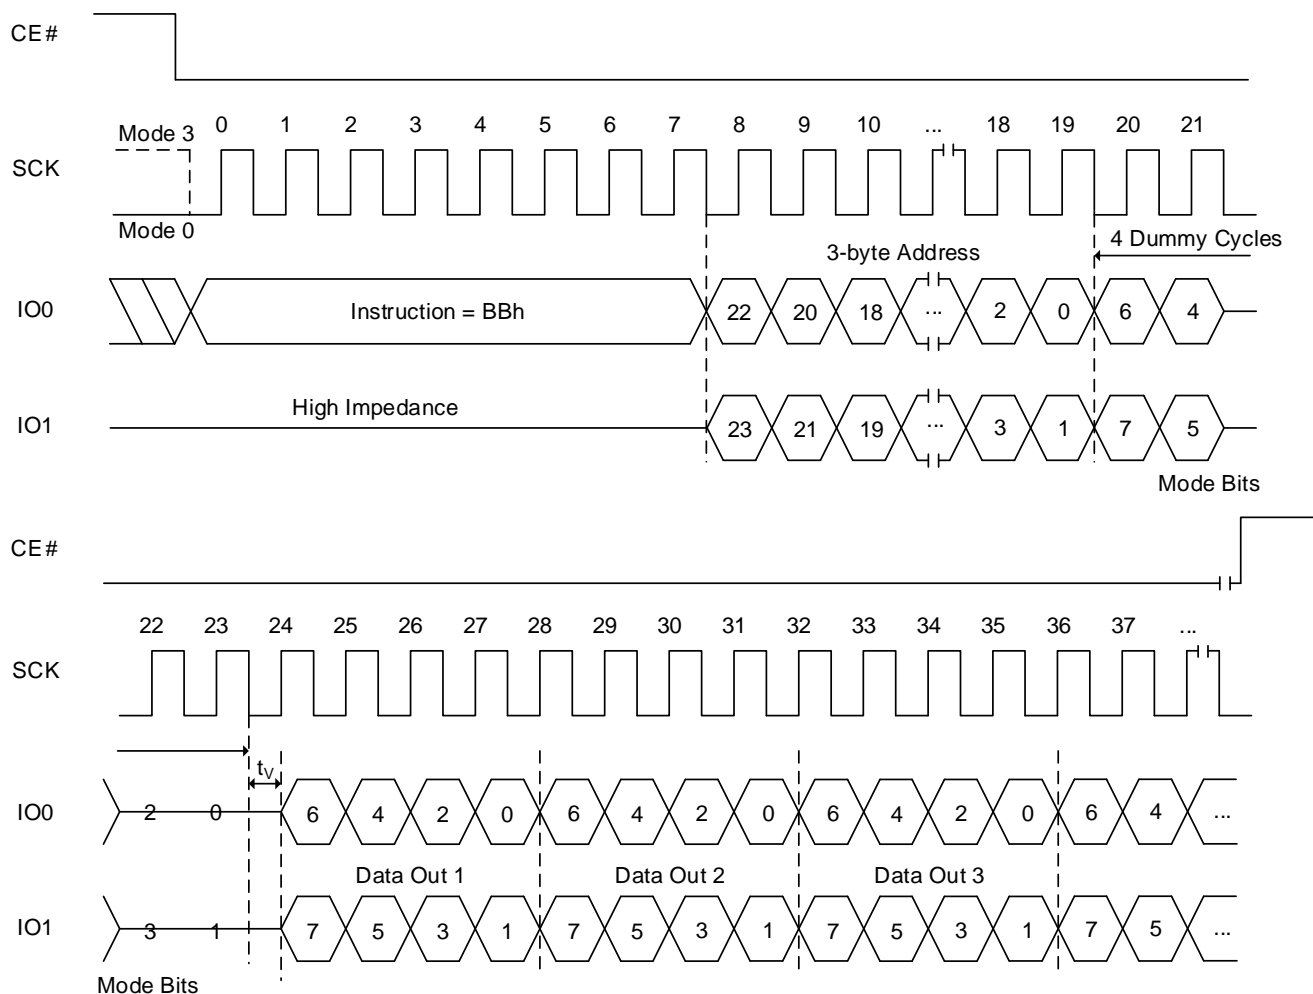 CE#
0 1 2 3 4 5 6 7 8 9 10 ... 18 19 20 21
Mode 3
SCK
Mode 0
4 Dummy Cycles
3-byte Address
IO0 Instruction = BBh 22 20 18 ... 2 0 6 4
High Impedance
IO1 23 21 19 ... 3 1 7 5
Mode Bits
CE#
22 23 24 25 26 27 28 29 30 31 32 33 34 35 36 37 ...
SCK
tV
IO0 2 0 6 4 2 0 6 4 2 0 6 4 2 0 6 4 ...
Data Out 1 Data Out 2 Data Out 3
IO1 3 1 7 5 3 1 7 5 3 1 7 5 3 1 7 5 ...
Mode Bits